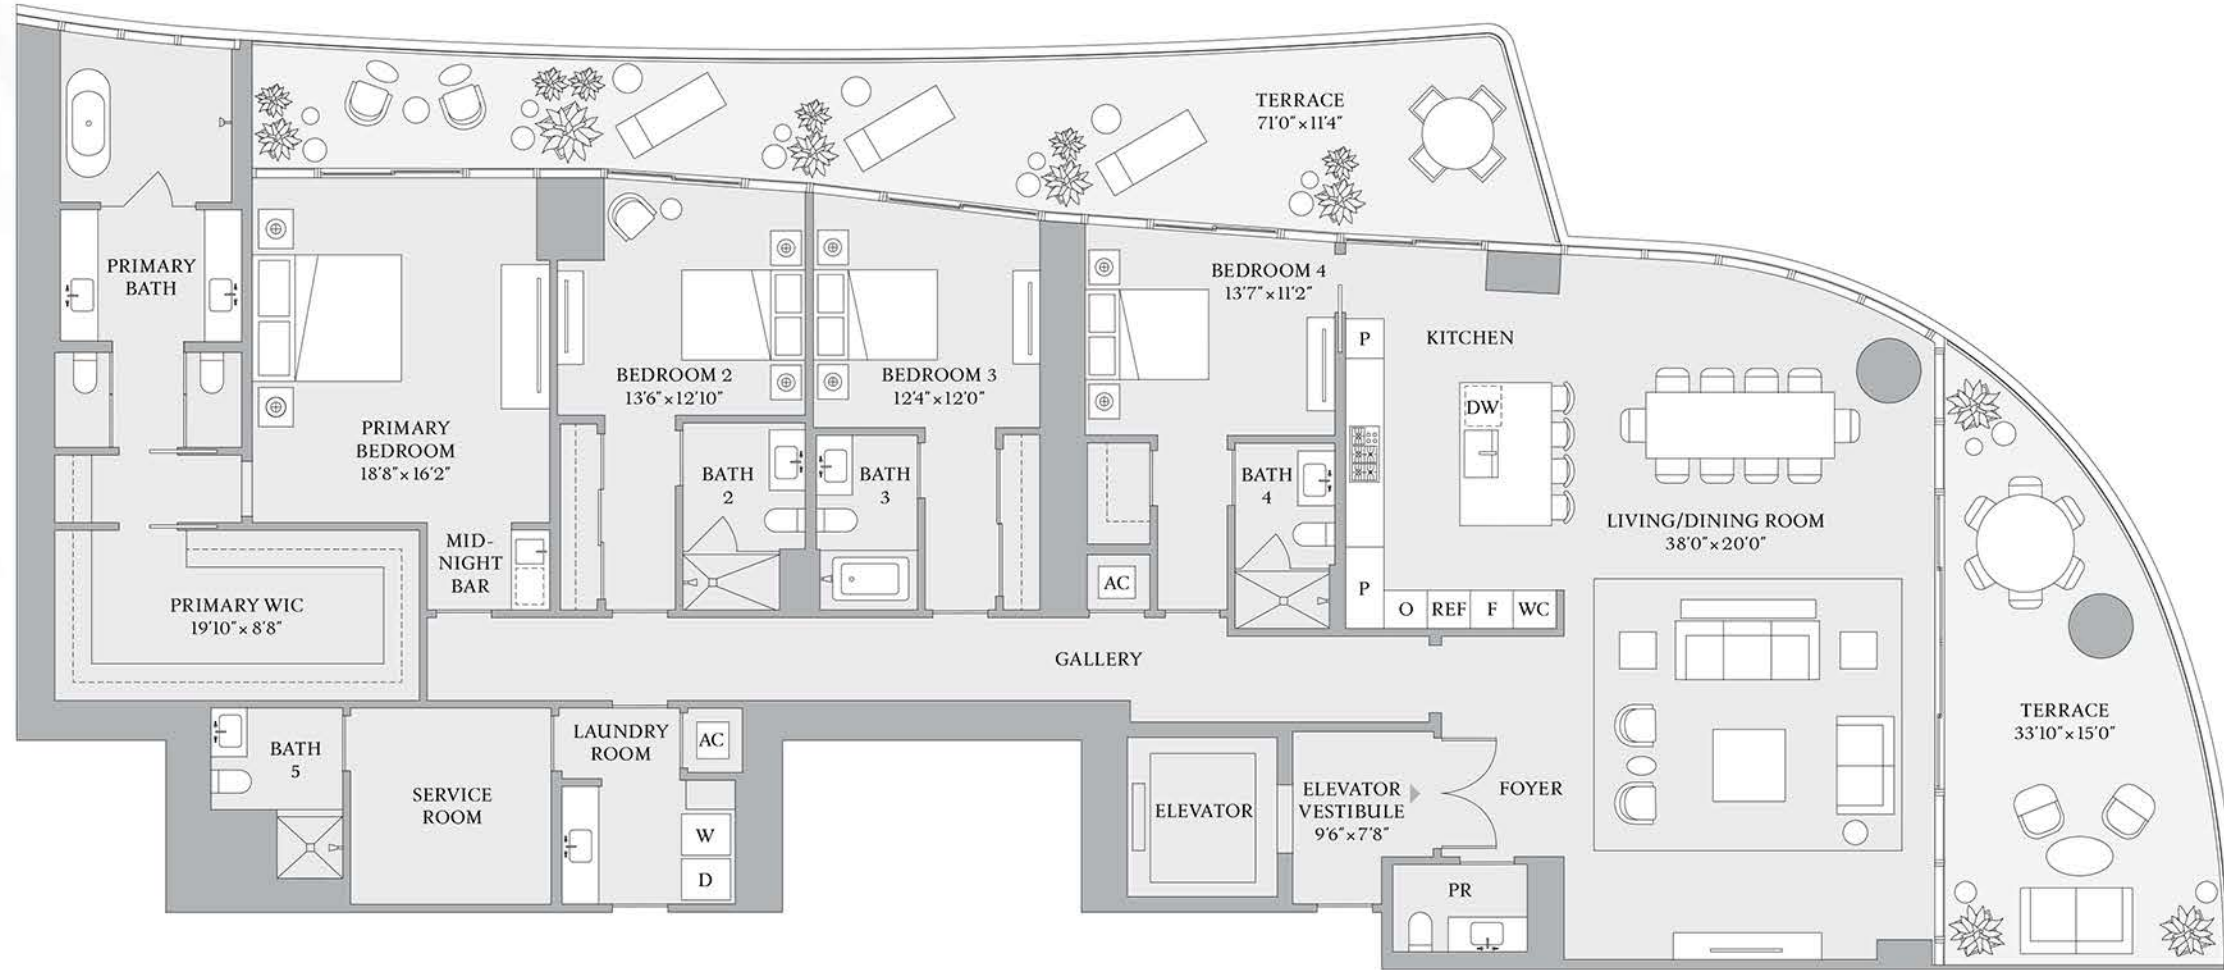 TERRACE
71'0"×11'4"
PRIMARY
BATH
BEDROOM 4
13'7"×11'2"
P
KITCHEN
BEDROOM 2
13'6"×12'10"
BEDROOM 3
12'4"×12'0"
DW
PRIMARY
BEDROOM
18'8"×16'2"
BATH
2
BATH
3
BATH
4
LIVING/DINING ROOM
38'0"×20'0"
MID-
NIGHT
BAR
AC
P
O
REF
F
WC
PRIMARY WIC
19'10"×8'8"
GALLERY
TERRACE
33'10"×15'0"
LAUNDRY
ROOM
AC
BATH
5
SERVICE
ROOM
ELEVATOR
ELEVATOR
VESTIBULE
9'6"×7'8"
FOYER
W
D
PR